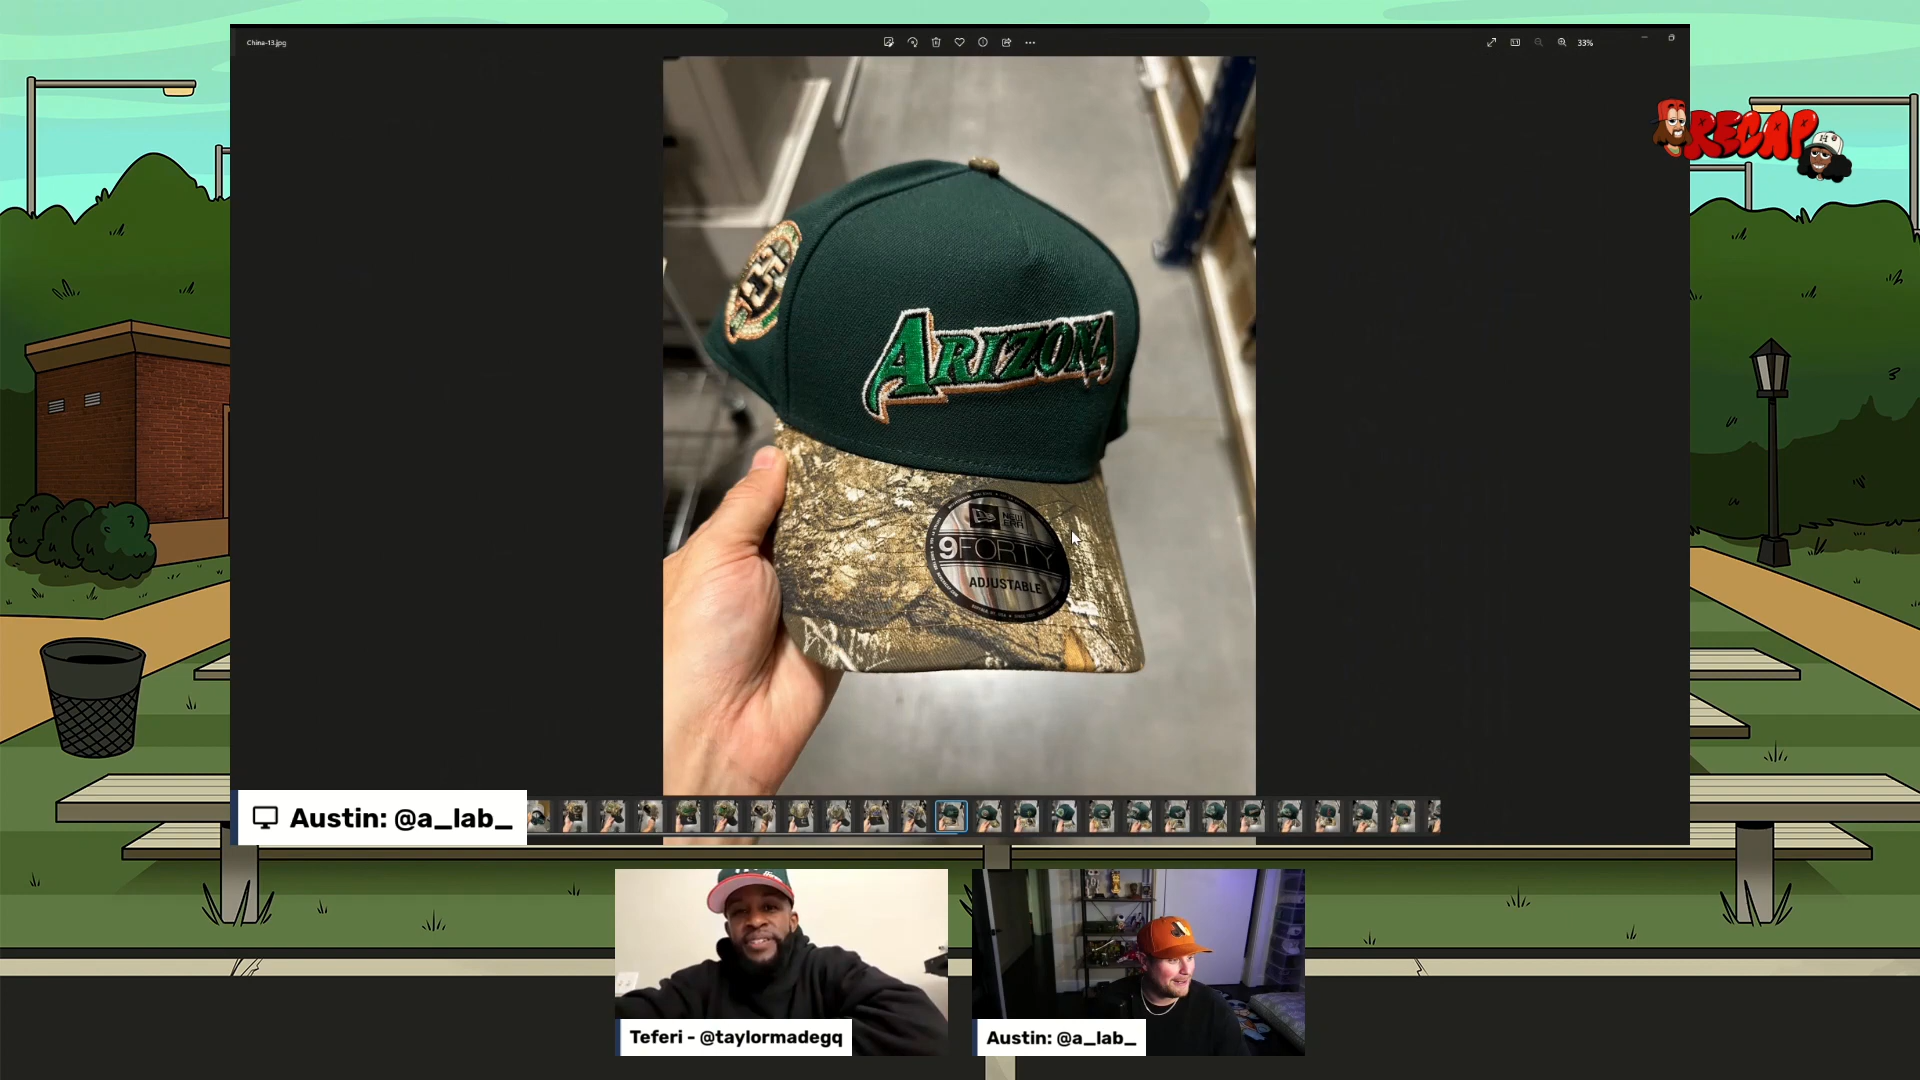 China-13.jpg
33%
RECAP
ARIZONA
NEW ERA
9FORTY
ADJUSTABLE
Austin: @a_lab_
Teferi - @taylormadegq
Austin: @a_lab_